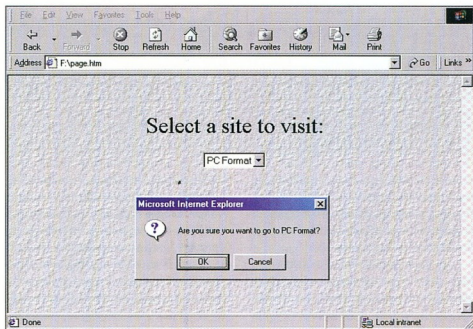 File Edit View Favorites Tools Help
Back Forward Stop Refresh Home Search Favorites History Mail Print
Address F:\page.htm Go Links »
Select a site to visit:
PC Format
Microsoft Internet Explorer
Are you sure you want to go to PC Format?
OK Cancel
Done Local intranet